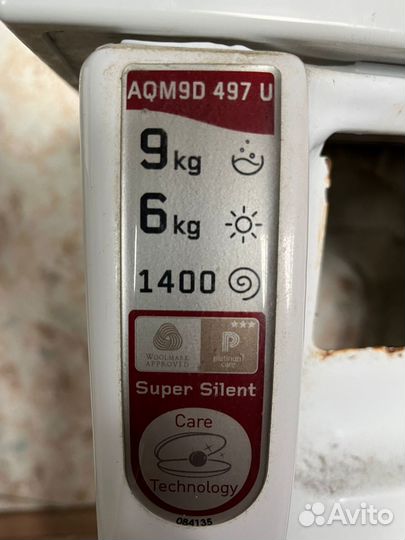 AQM9D 497 U
9kg
6kg
1400
WOOLMARK
APPROVED
P
platinum
care
Super Silent
Care
Technology
084135
Avito